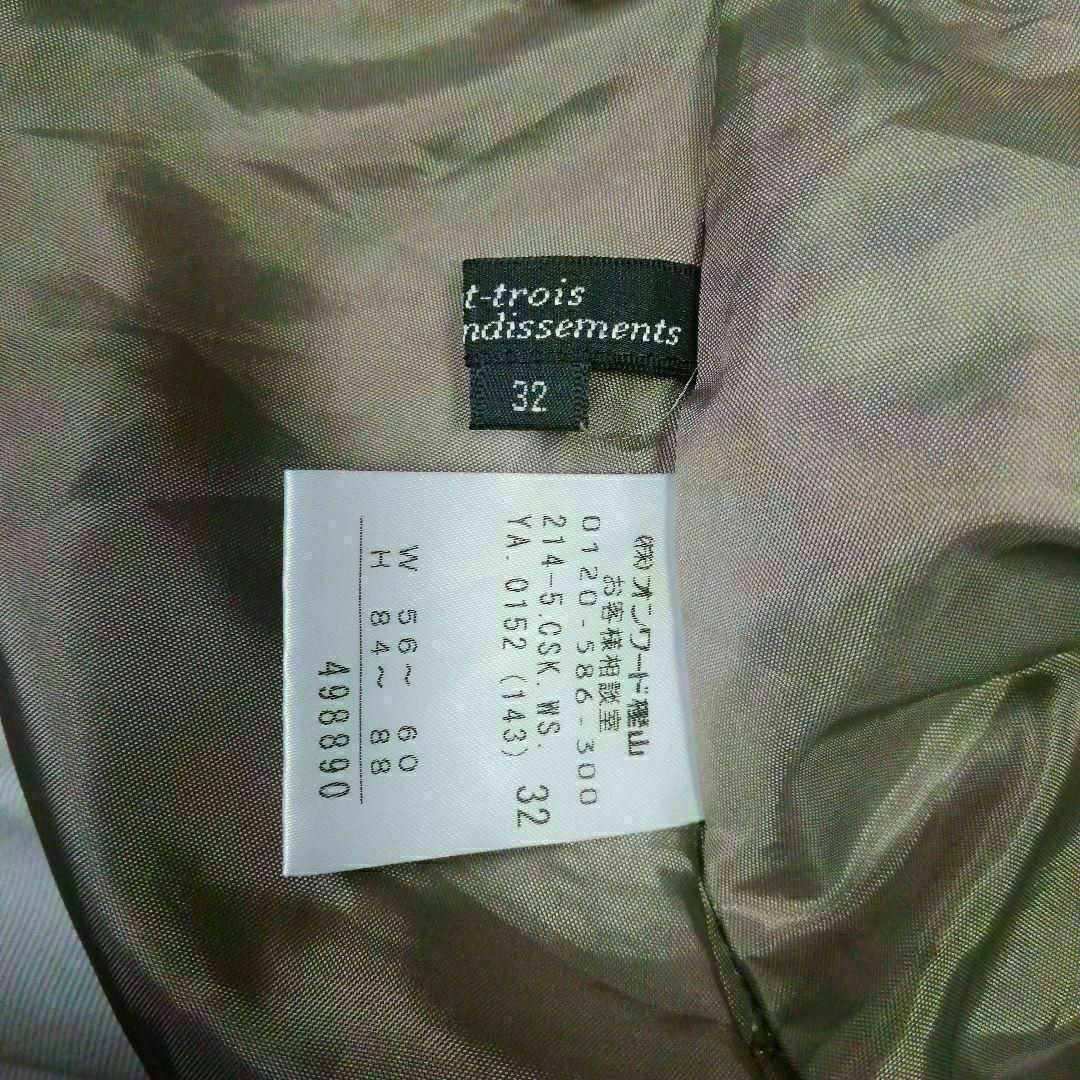 t-trois
ndissements
32
㈱オンワード樫山
お客様相談室
0120-586-300
214-5.CSK.WS.
YA.0152(143) 32
W 56~ 60
H 84~ 88
498890